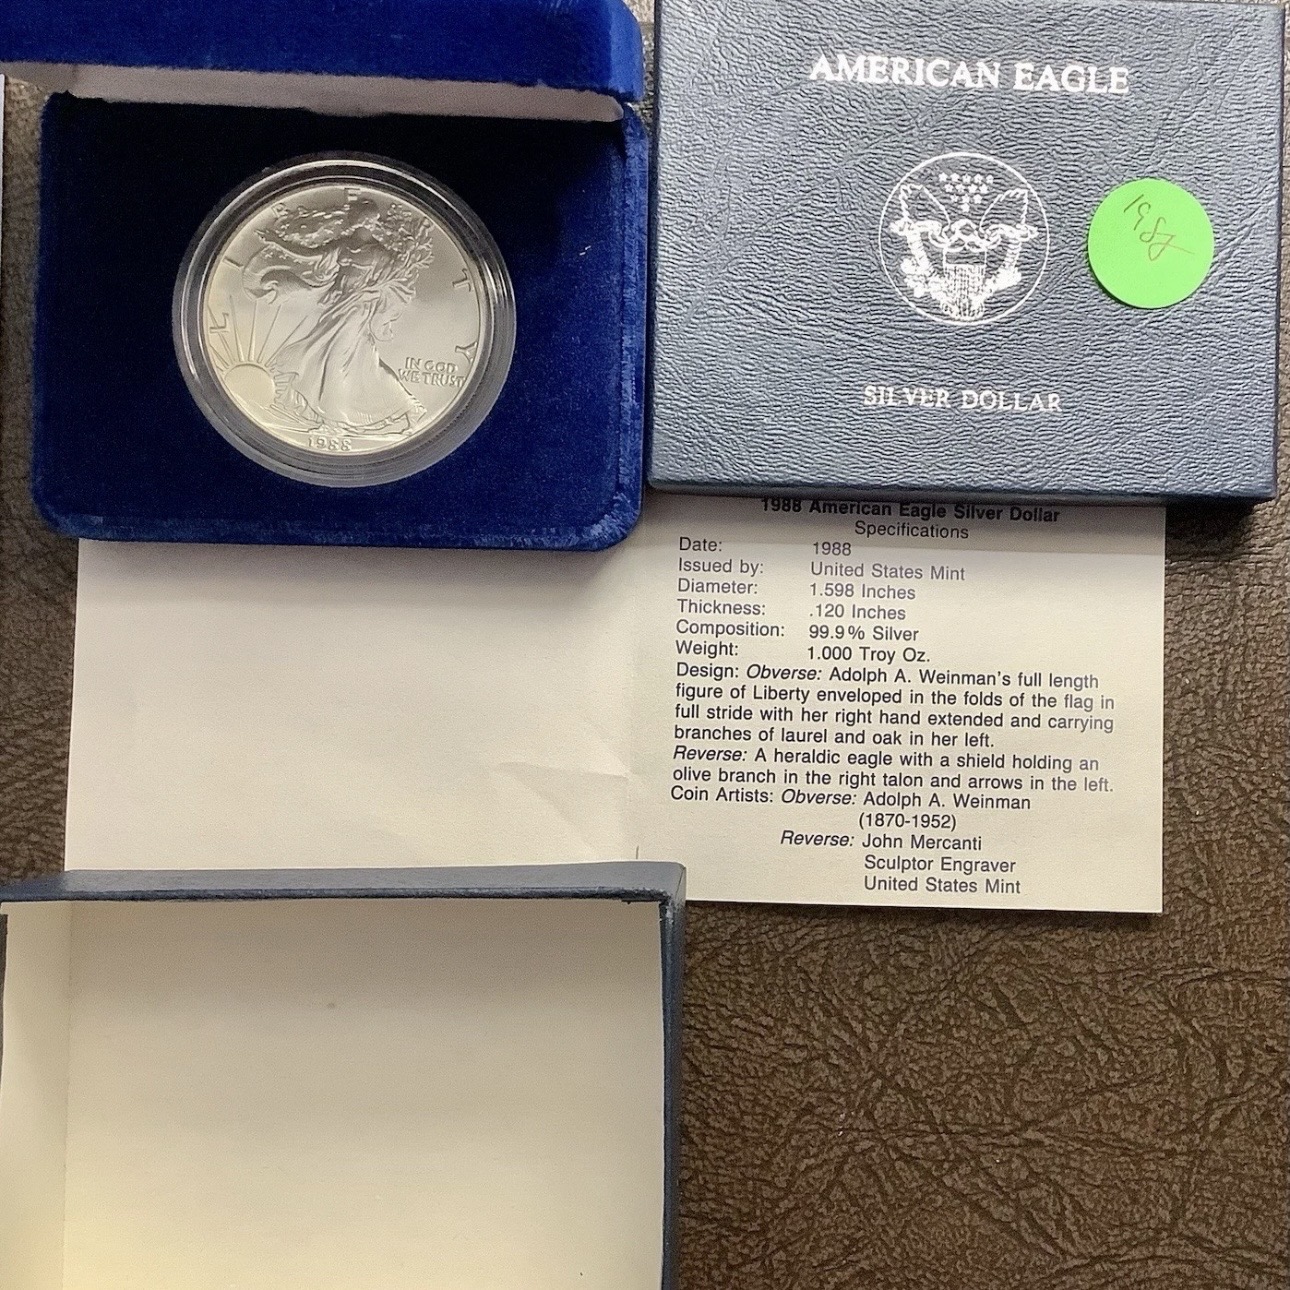 LIBERTY
IN GOD
WE TRUST
1988
AMERICAN EAGLE
SILVER DOLLAR
1988 American Eagle Silver Dollar
Specifications
Date: 1988
Issued by: United States Mint
Diameter: 1.598 Inches
Thickness: .120 Inches
Composition: 99.9% Silver
Weight: 1.000 Troy Oz.
Design: Obverse: Adolph A. Weinman's full length
figure of Liberty enveloped in the folds of the flag in
full stride with her right hand extended and carrying
branches of laurel and oak in her left.
Reverse: A heraldic eagle with a shield holding an
olive branch in the right talon and arrows in the left.
Coin Artists: Obverse: Adolph A. Weinman
(1870-1952)
Reverse: John Mercanti
Sculptor Engraver
United States Mint